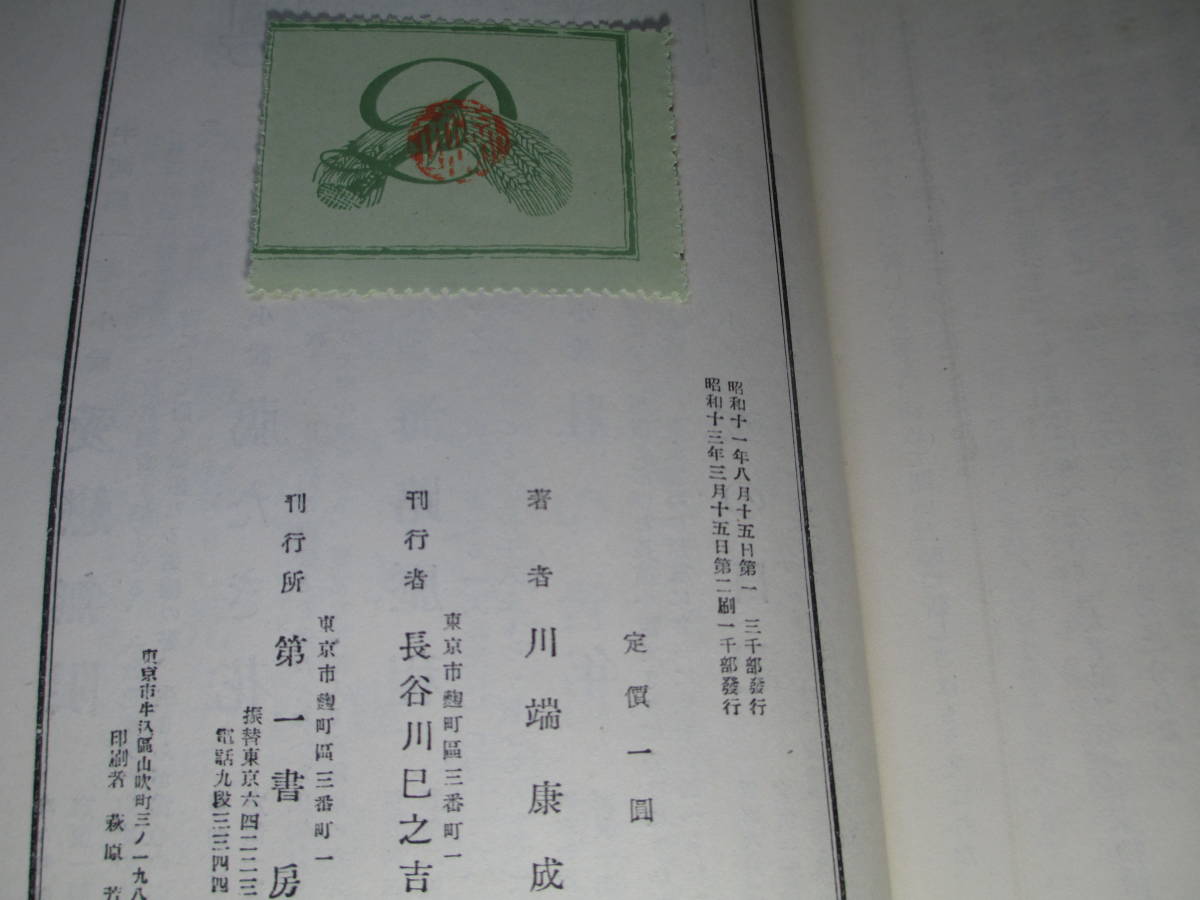 昭和十一年八月十五日第一　三千部發行
昭和十三年三月十五日第二刷一千部發行
定價一圓
著者 川端康成
東京市麴町區三番町一
刊行者 長谷川巳之吉
東京市麴町區三番町一
刊行所 第一書房
振替東京六四二二三
電話九段三三四四
東京市牛込區山吹町三ノ一九八
印刷者 萩原芳